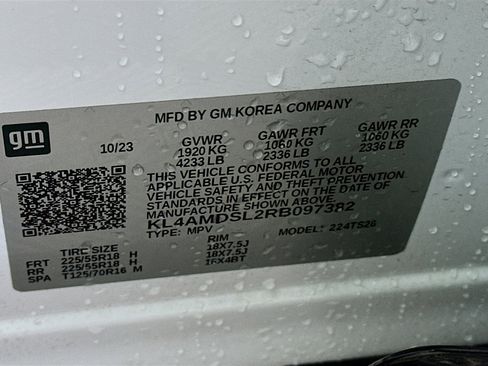 MFD BY GM KOREA COMPANY
gm
10/23
GVWR GAWR FRT GAWR RR
1920 KG 1060 KG 1060 KG
4233 LB 2336 LB 2336 LB
THIS VEHICLE CONFORMS TO ALL
APPLICABLE U.S. FEDERAL MOTOR
VEHICLE SAFETY AND THEFT PREVENTION
STANDARDS IN EFFECT ON THE DATE OF
MANUFACTURE SHOWN ABOVE.
KL4AMDSL2RB097382
TYPE: MPV MODEL: 224TS26
TIRE SIZE RIM
FRT 225/55R18 H 18X7.5J
RR 225/55R18 H 18X7.5J
SPA T125/70R16 M 16X4BT